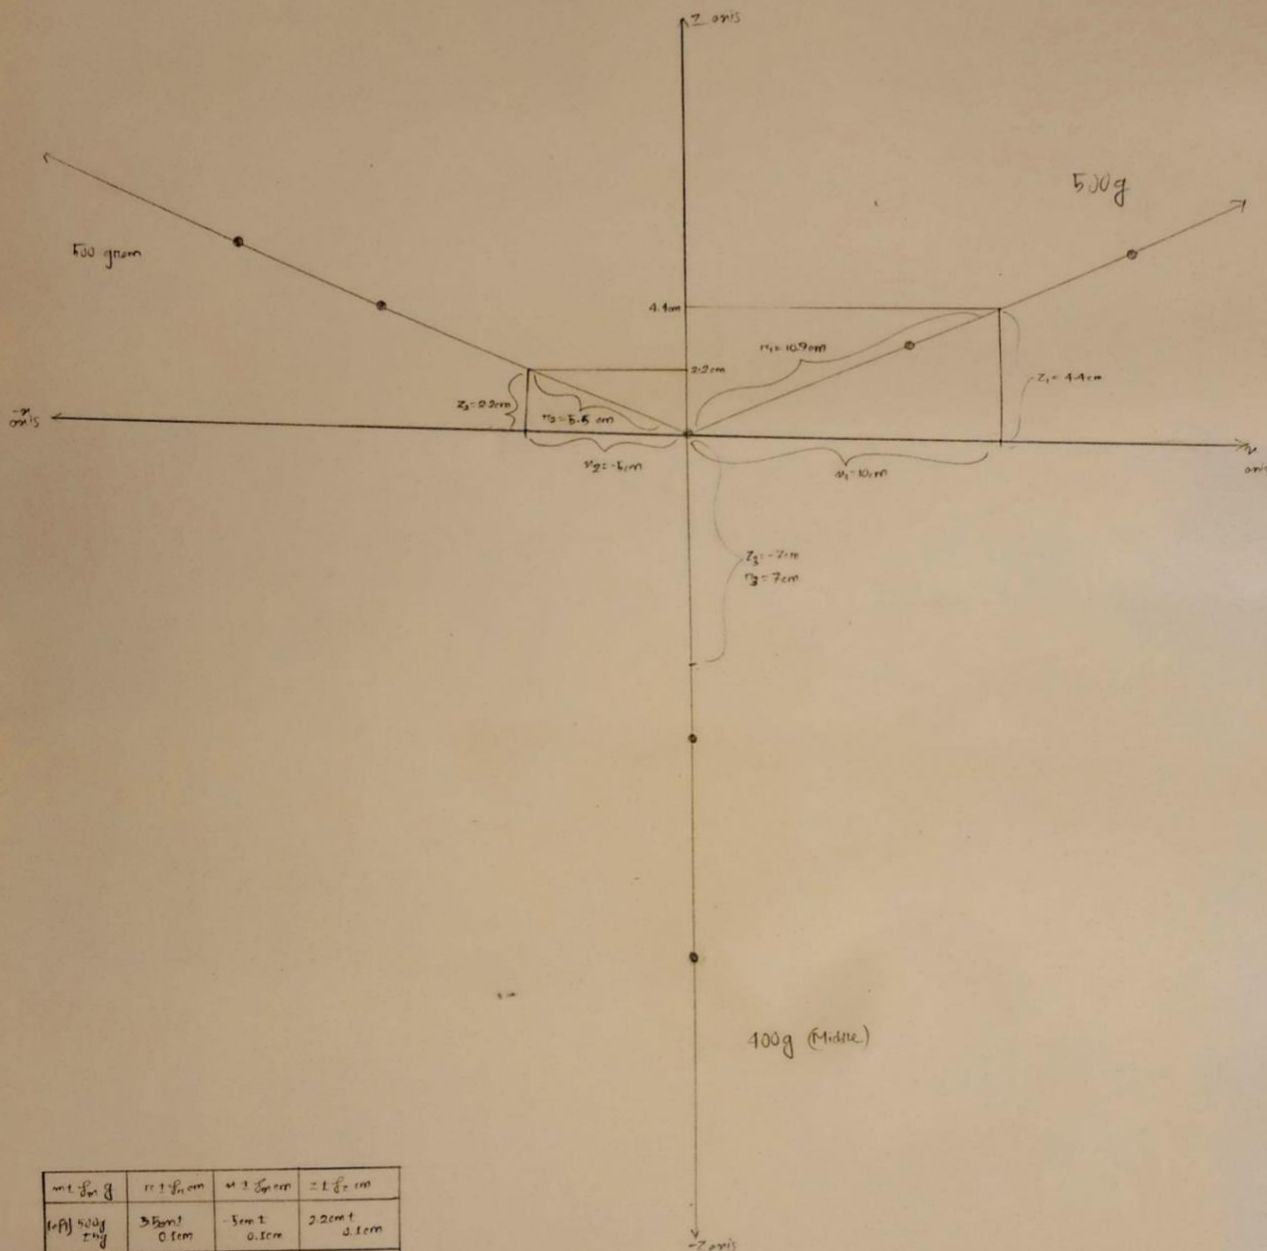 Z axis
500g
500 gram
4.4cm
r₁=10.9cm
2.2cm
Z₁= 4.4cm
Z₂=2.2cm
r₂=5.5 cm
-x
axis
x₂=-5cm
x₁=10cm
x
axis
Z₃=-7cm
r₃=7cm
400g (Middle)
m±δm g
r±δr cm
x±δx cm
z±δz cm
(left) 500g
±5g
5cm±
0.1cm
-5cm±
0.1cm
2.2cm±
0.1cm
-Z axis